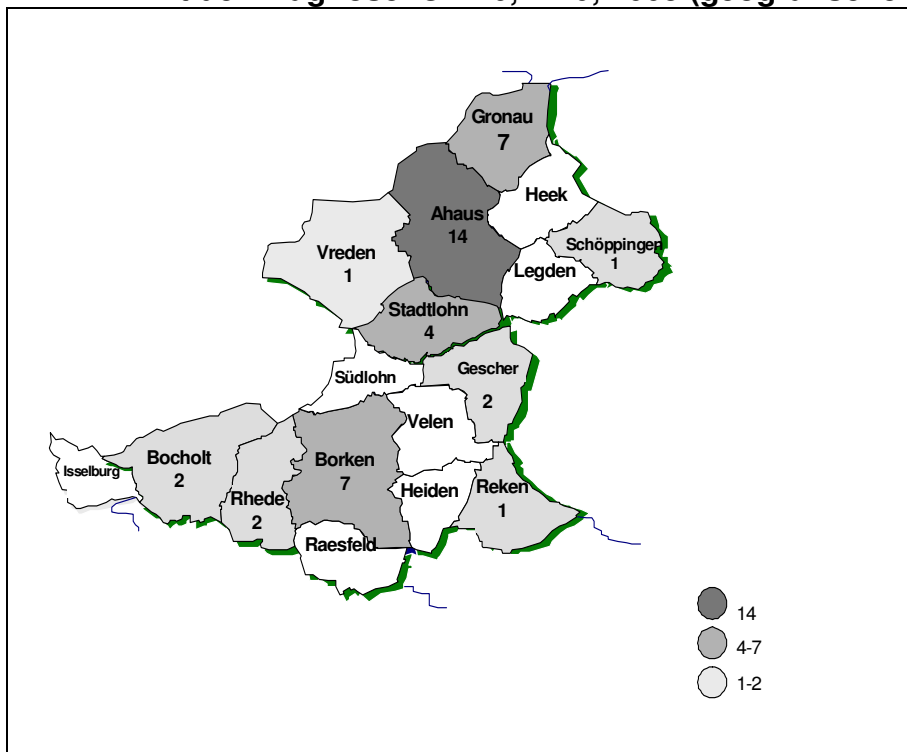 Gronau
7
Heek
Ahaus
14
Schöppingen
1
Vreden
1
Legden
Stadtlohn
4
Gescher
2
Südlohn
Velen
Bocholt
2
Isselburg
Borken
7
Rhede
2
Heiden
Reken
1
Raesfeld
14
4-7
1-2